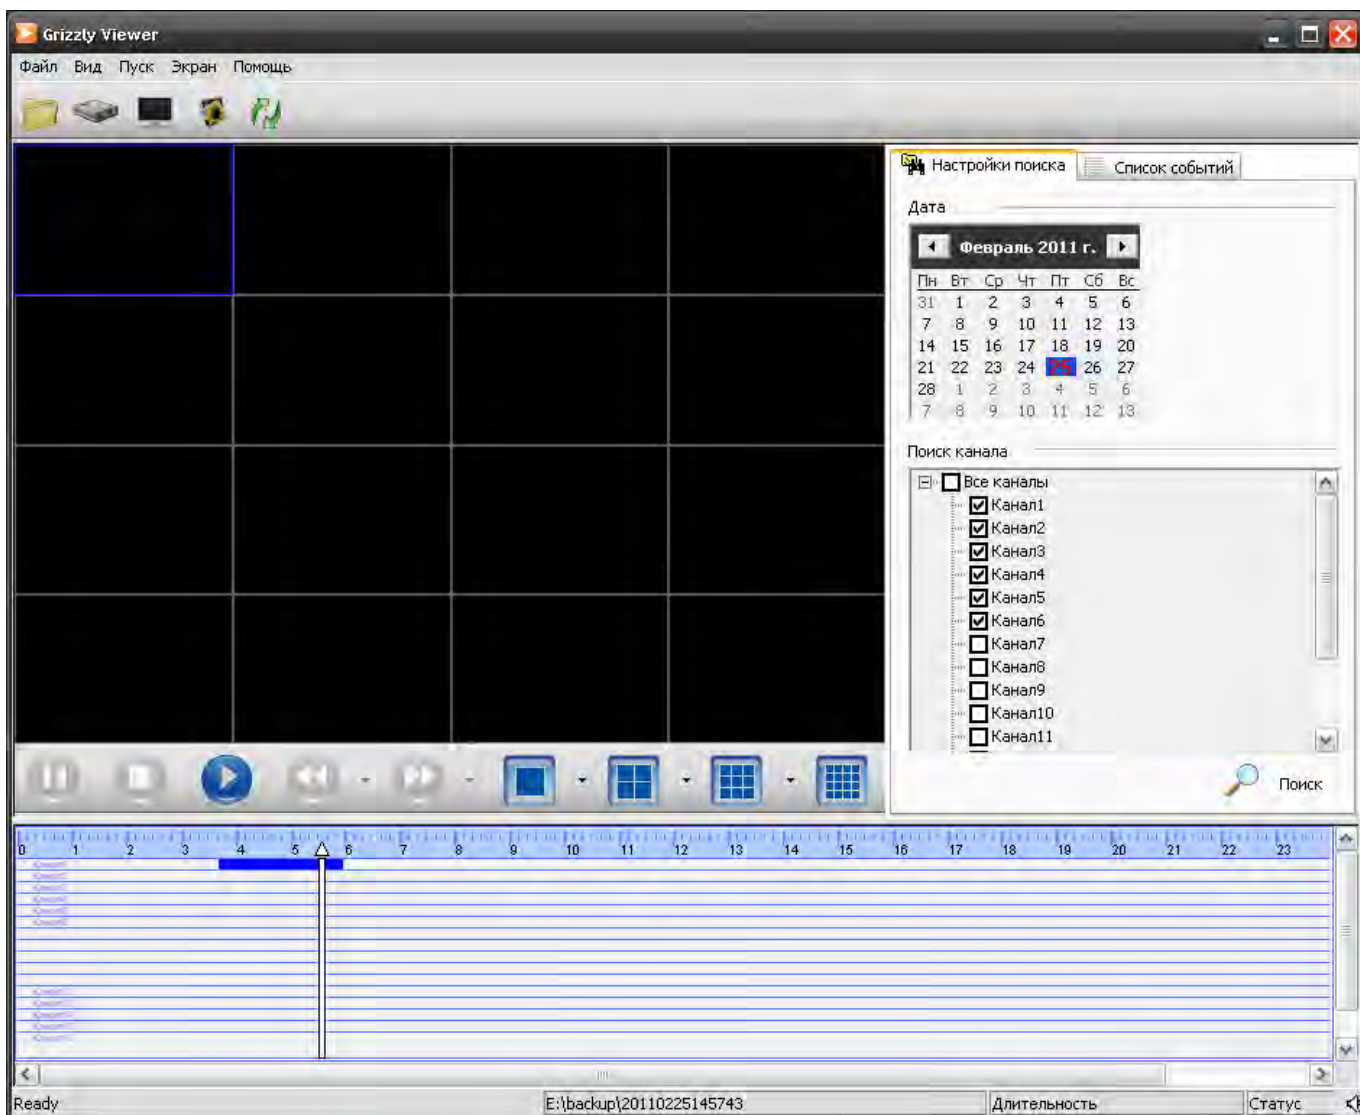 Grizzly Viewer
Файл Вид Пуск Экран Помощь
Настройки поиска Список событий
Дата
Февраль 2011 г.
Пн Вт Ср Чт Пт Сб Вс
31 1 2 3 4 5 6
7 8 9 10 11 12 13
14 15 16 17 18 19 20
21 22 23 24 25 26 27
28 1 2 3 4 5 6
7 8 9 10 11 12 13
Поиск канала
Все каналы
Канал1
Канал2
Канал3
Канал4
Канал5
Канал6
Канал7
Канал8
Канал9
Канал10
Канал11
Поиск
0 1 2 3 4 5 6 7 8 9 10 11 12 13 14 15 16 17 18 19 20 21 22 23
Ready E:\backup\20110225145743 Длительность Статус